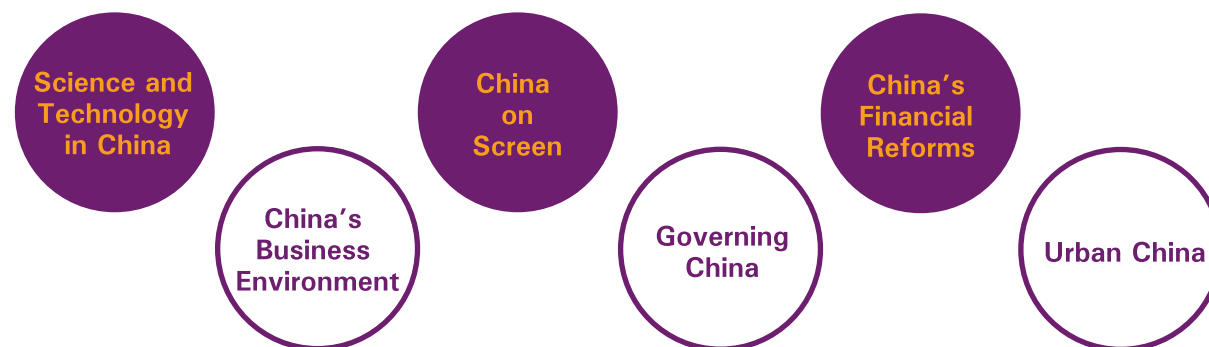 Science and
Technology
in China
China's
Business
Environment
China
on
Screen
Governing
China
China's
Financial
Reforms
Urban China